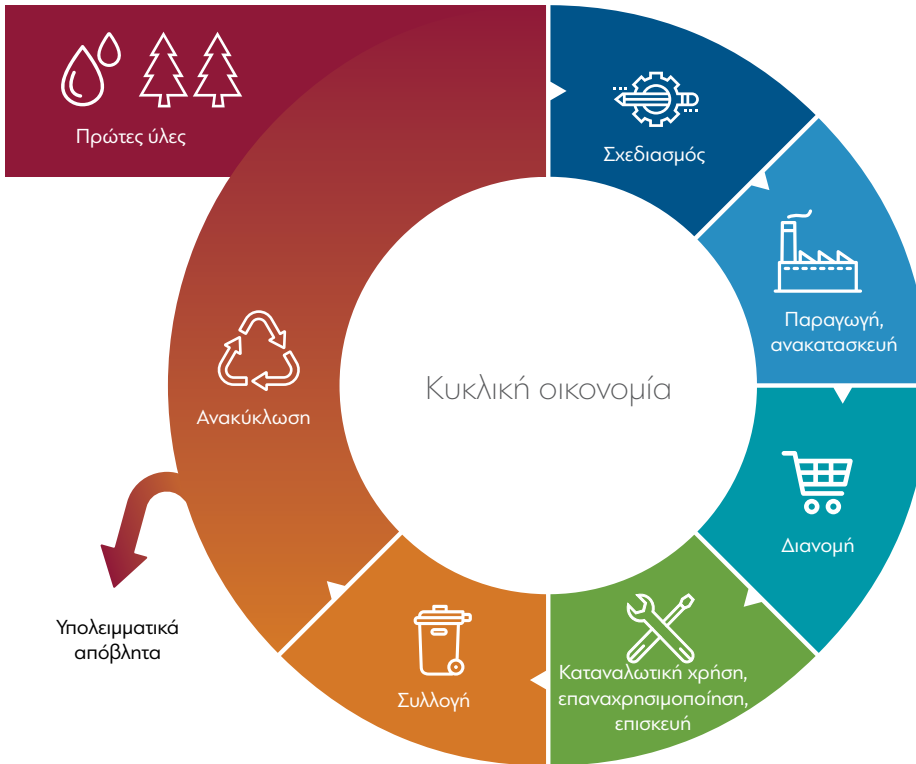 Πρώτες ύλες
Σχεδιασμός
Παραγωγή,
ανακατασκευή
Διανομή
Καταναλωτική χρήση,
επαναχρησιμοποίηση,
επισκευή
Συλλογή
Ανακύκλωση
Υπολειμματικά
απόβλητα
Κυκλική οικονομία